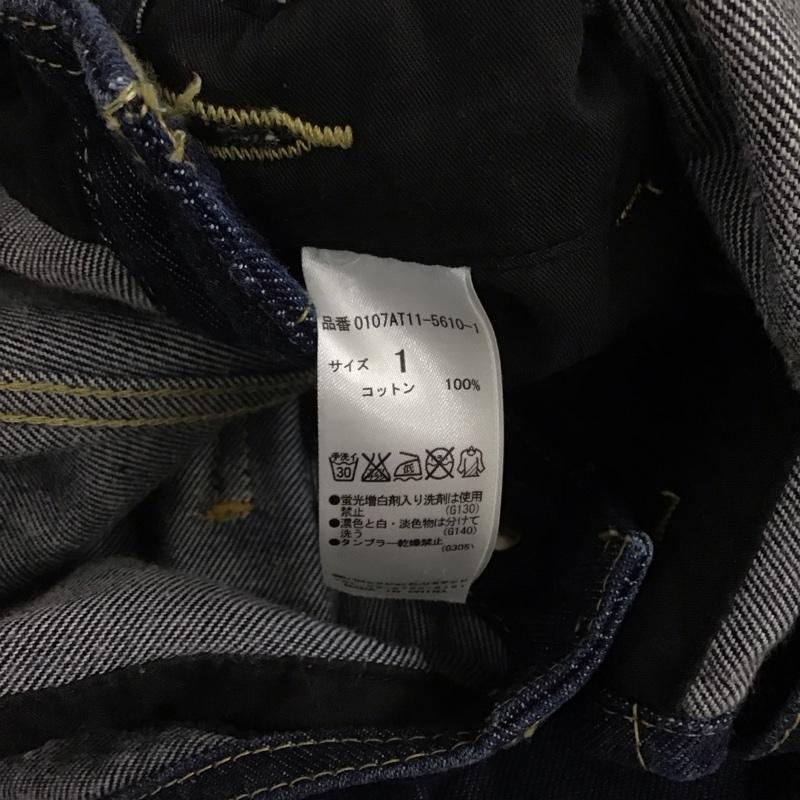 品番 0107AT11-5610-1
サイズ 1
コットン 100%
手洗イ 30
●蛍光増白剤入り洗剤は使用
禁止 (G130)
●濃色と白・淡色物は分けて
洗う (G140)
●タンブラー乾燥禁止
(G305)